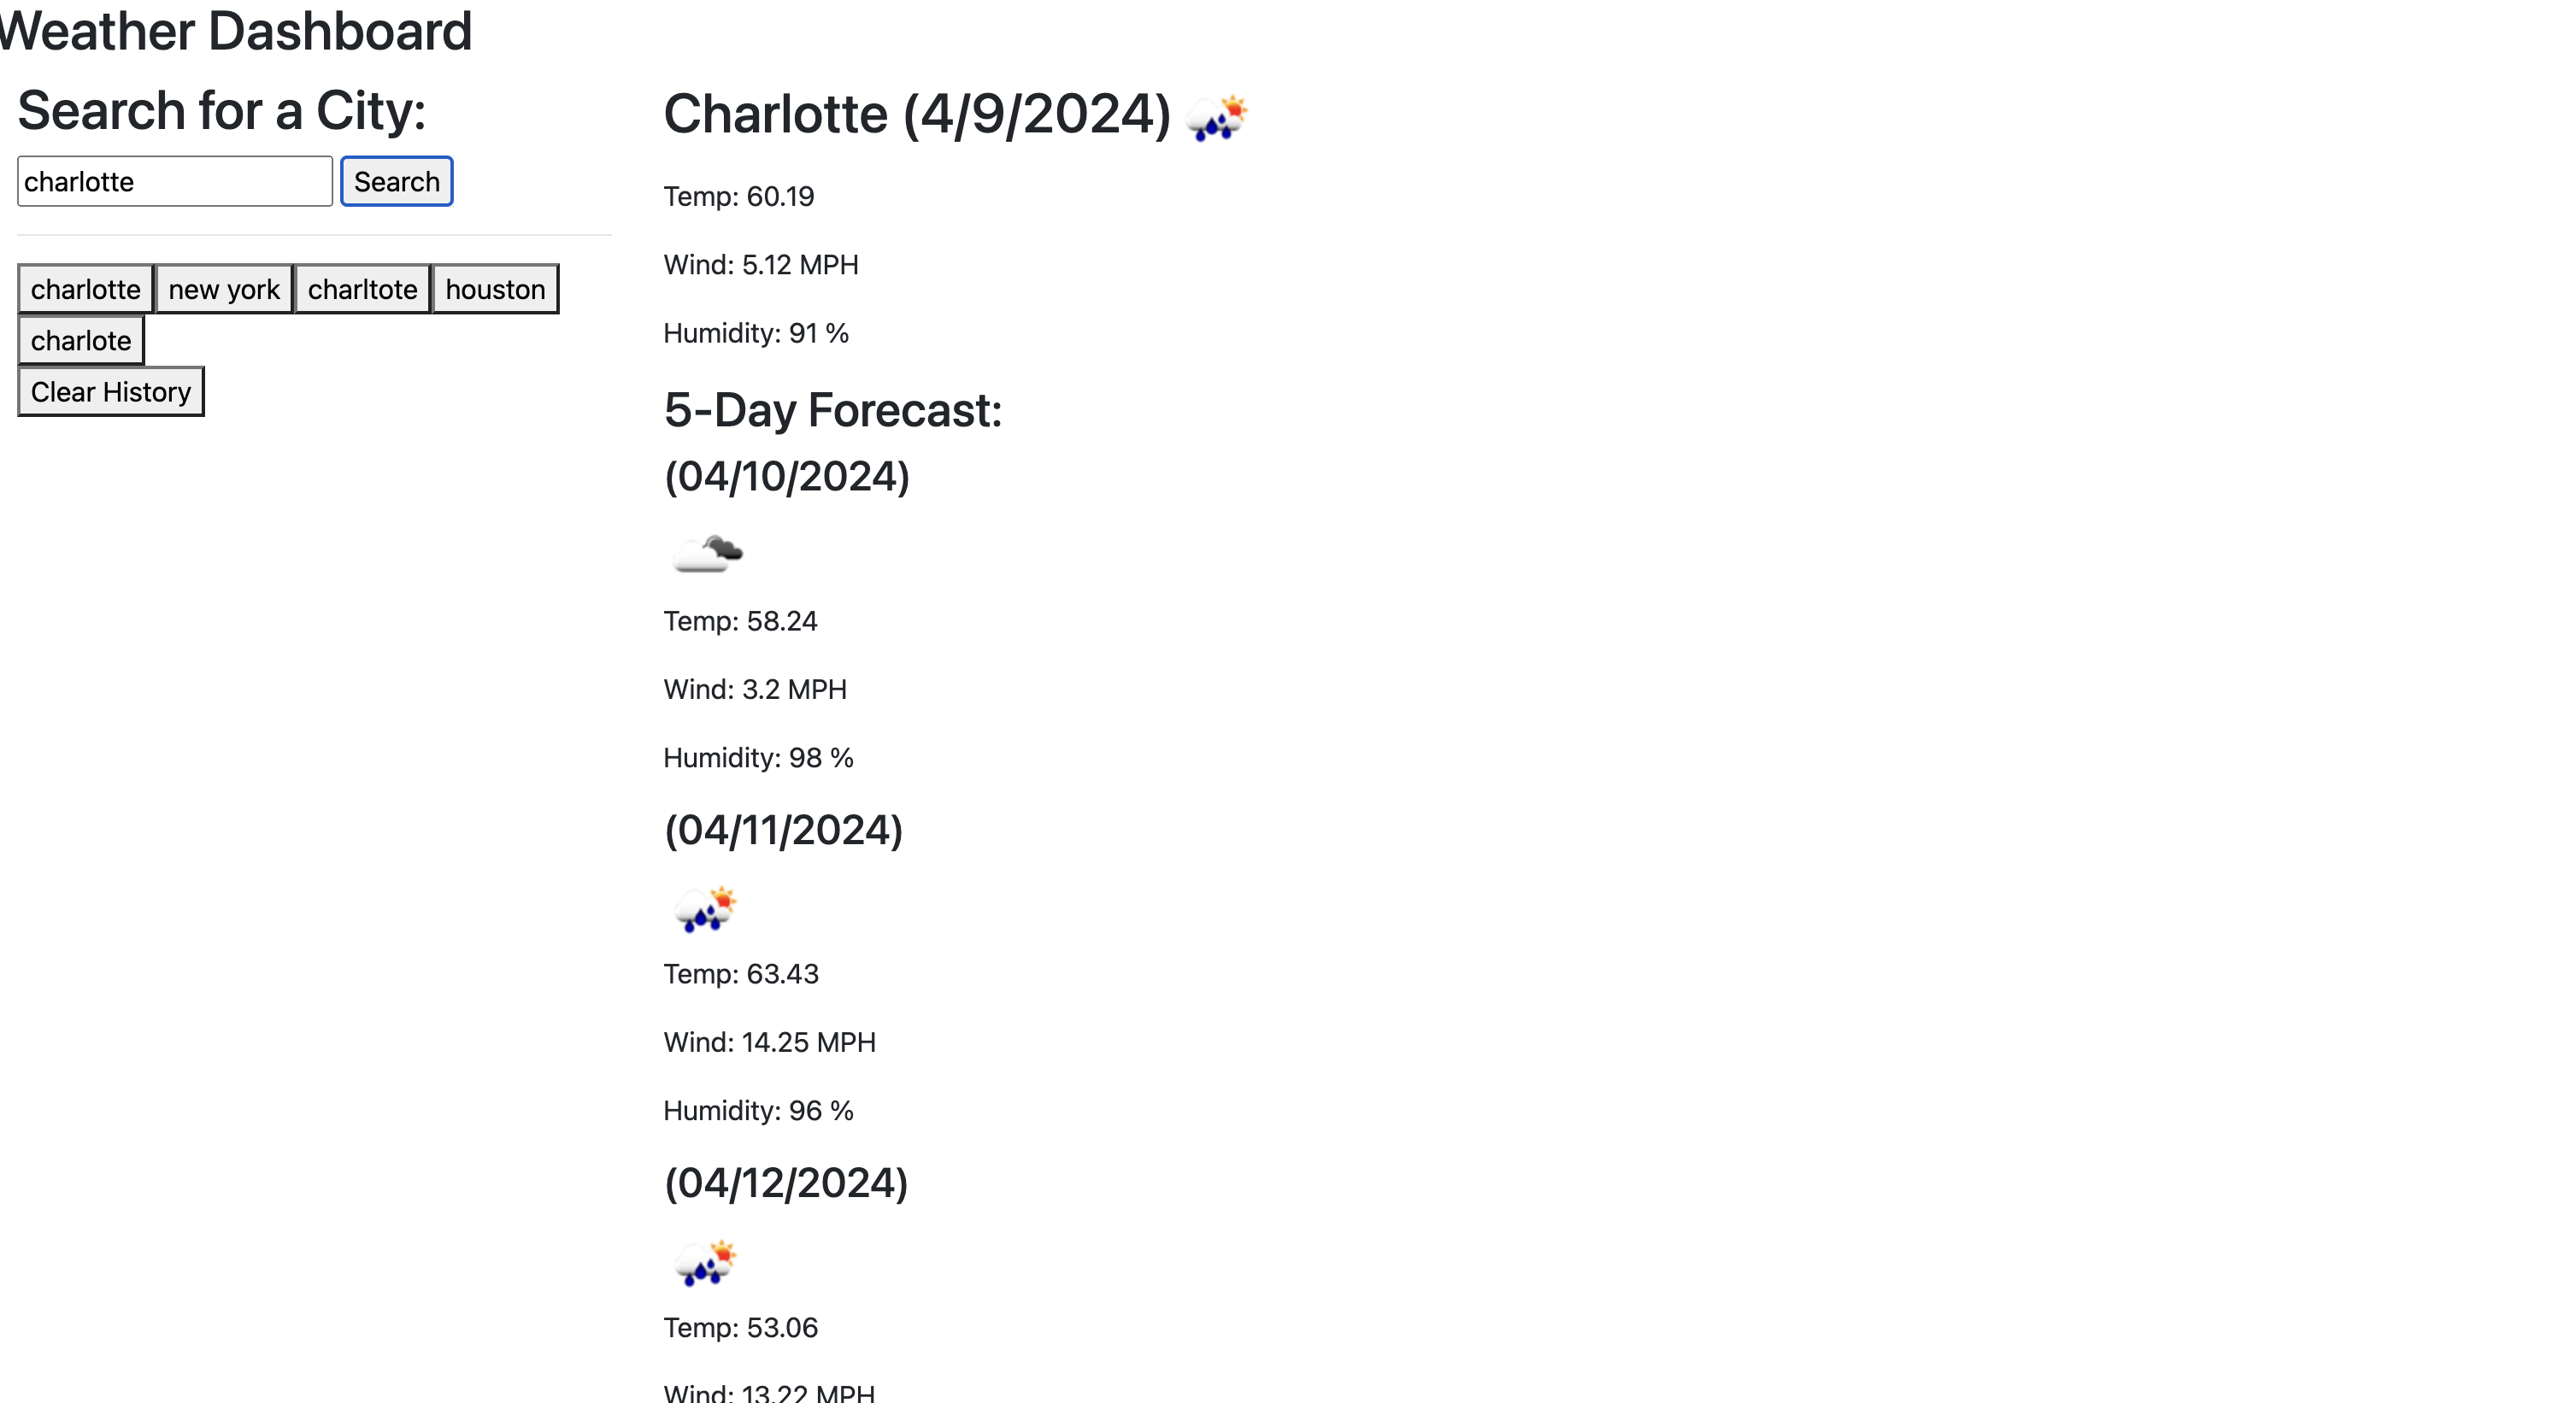 Weather Dashboard
Search for a City:
charlotte Search
charlotte new york charltote houston
charlote
Clear History
Charlotte (4/9/2024)
Temp: 60.19
Wind: 5.12 MPH
Humidity: 91 %
5-Day Forecast:
(04/10/2024)
Temp: 58.24
Wind: 3.2 MPH
Humidity: 98 %
(04/11/2024)
Temp: 63.43
Wind: 14.25 MPH
Humidity: 96 %
(04/12/2024)
Temp: 53.06
Wind: 13.22 MPH